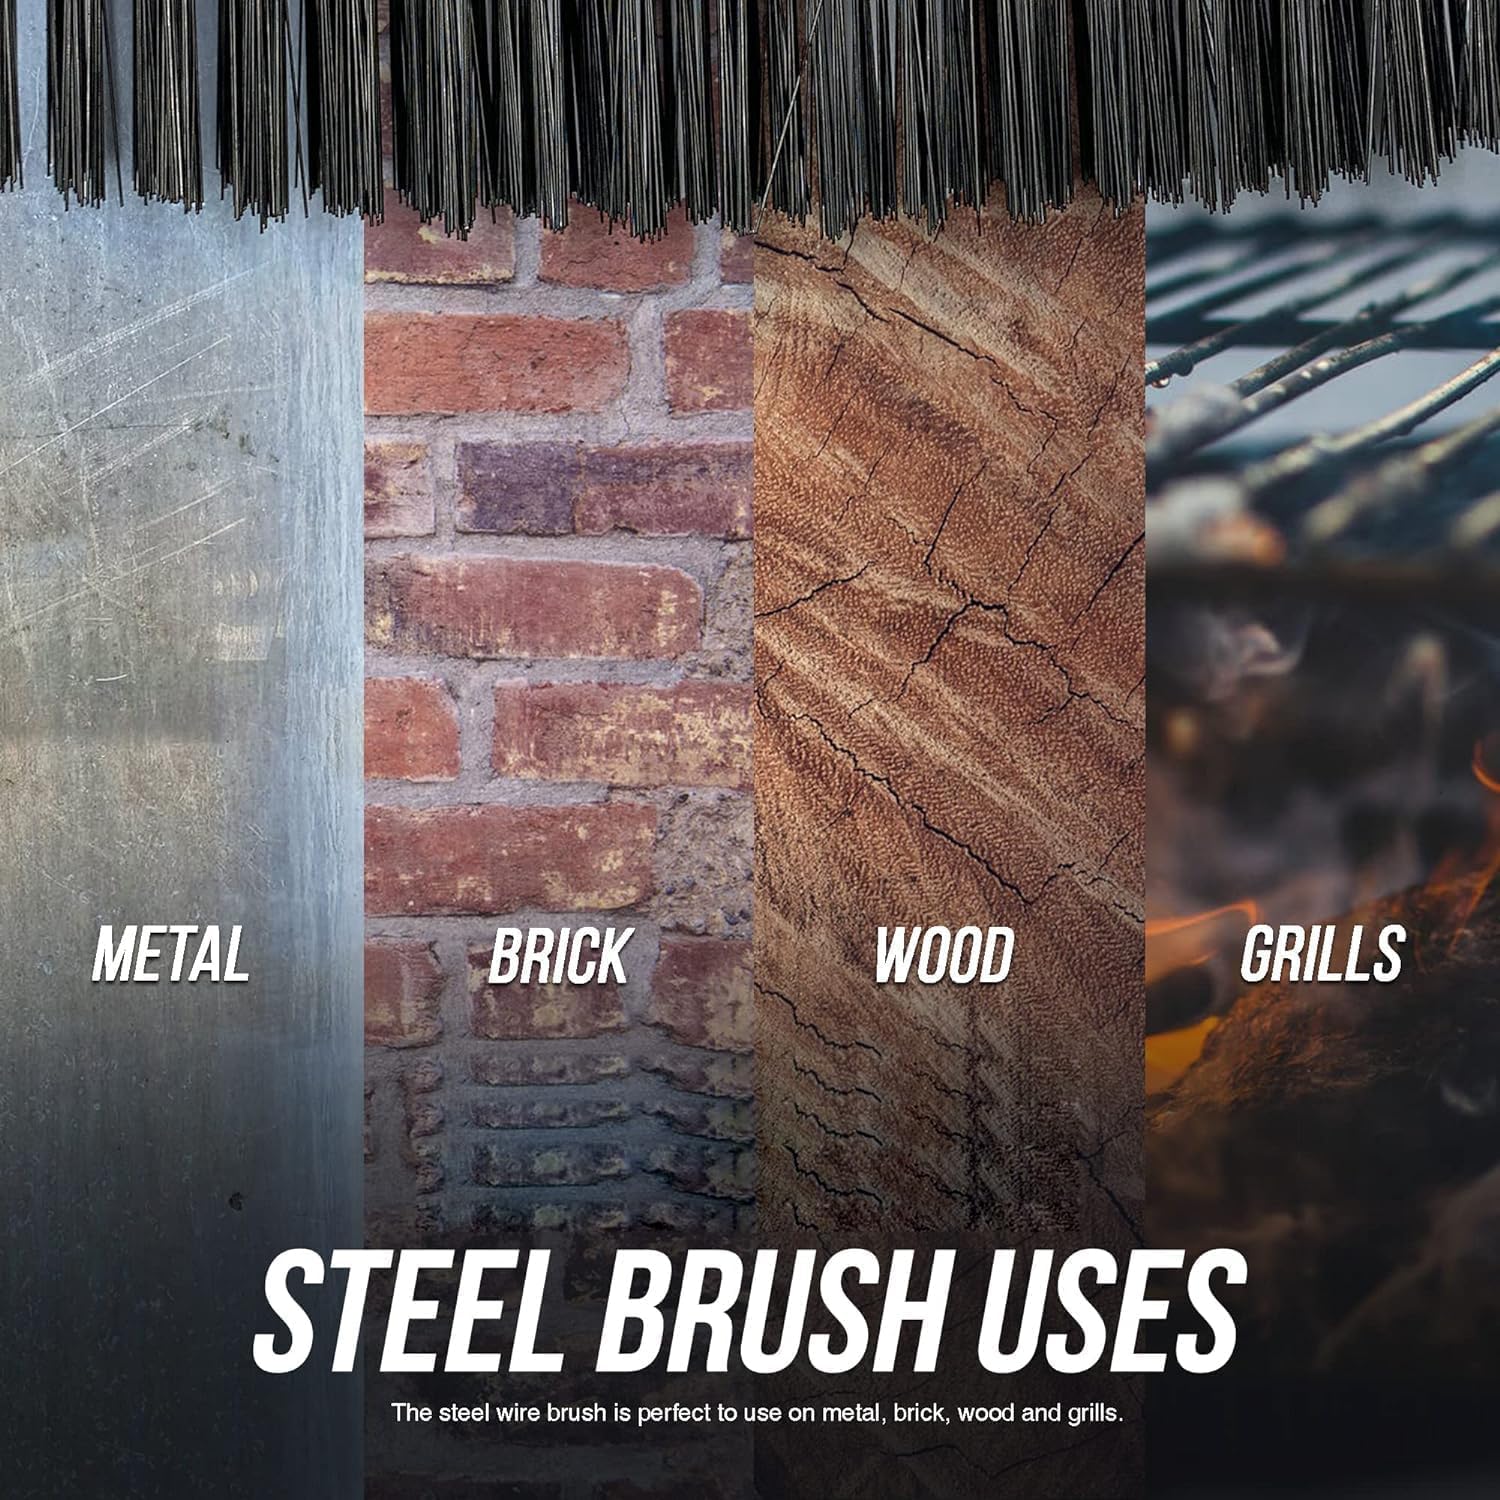 METAL
BRICK
WOOD
GRILLS
STEEL BRUSH USES
The steel wire brush is perfect to use on metal, brick, wood and grills.